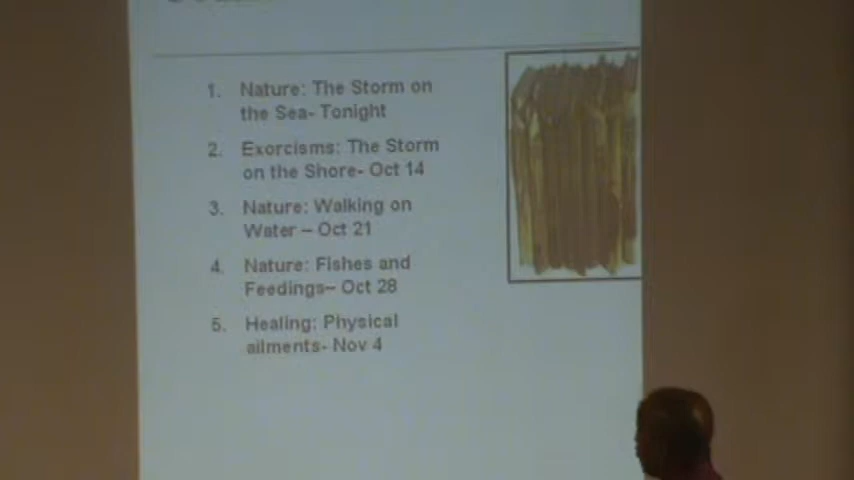 1. Nature: The Storm on
the Sea- Tonight
2. Exorcisms: The Storm
on the Shore- Oct 14
3. Nature: Walking on
Water – Oct 21
4. Nature: Fishes and
Feedings– Oct 28
5. Healing: Physical
ailments- Nov 4